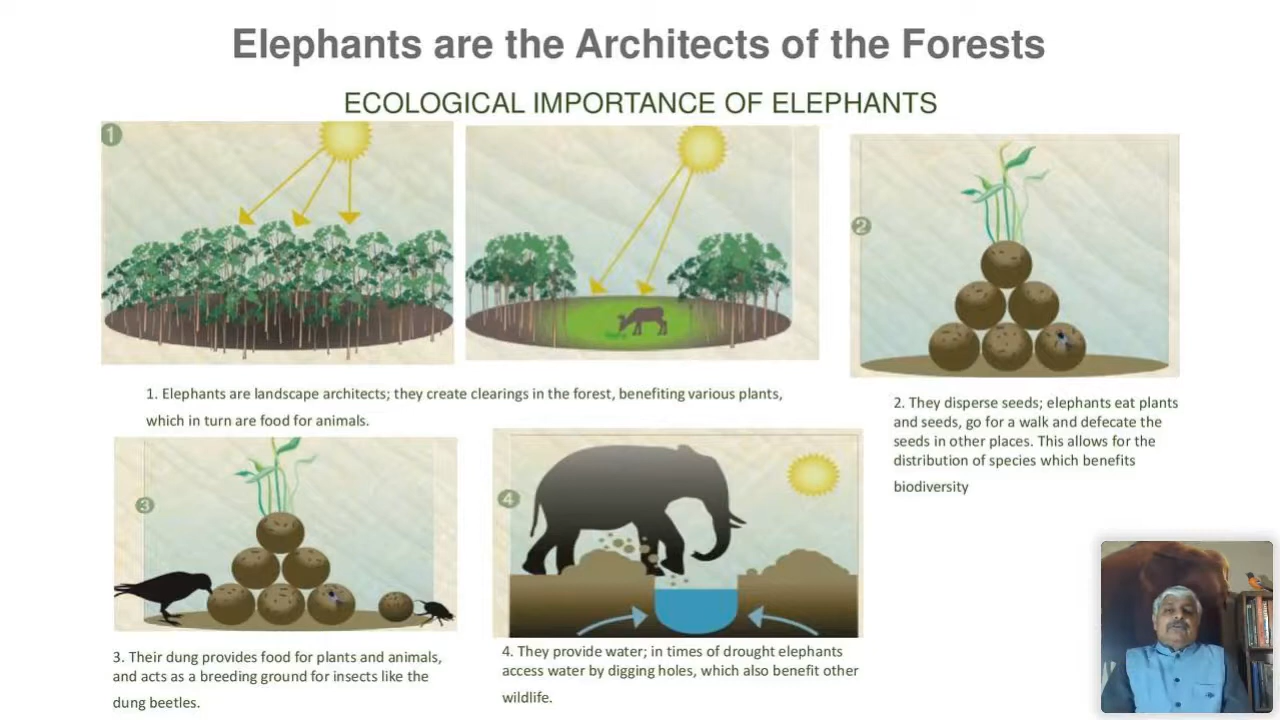 Elephants are the Architects of the Forests
ECOLOGICAL IMPORTANCE OF ELEPHANTS
1
1. Elephants are landscape architects; they create clearings in the forest, benefiting various plants,
which in turn are food for animals.
2
2. They disperse seeds; elephants eat plants
and seeds, go for a walk and defecate the
seeds in other places. This allows for the
distribution of species which benefits
biodiversity
3
3. Their dung provides food for plants and animals,
and acts as a breeding ground for insects like the
dung beetles.
4
4. They provide water; in times of drought elephants
access water by digging holes, which also benefit other
wildlife.